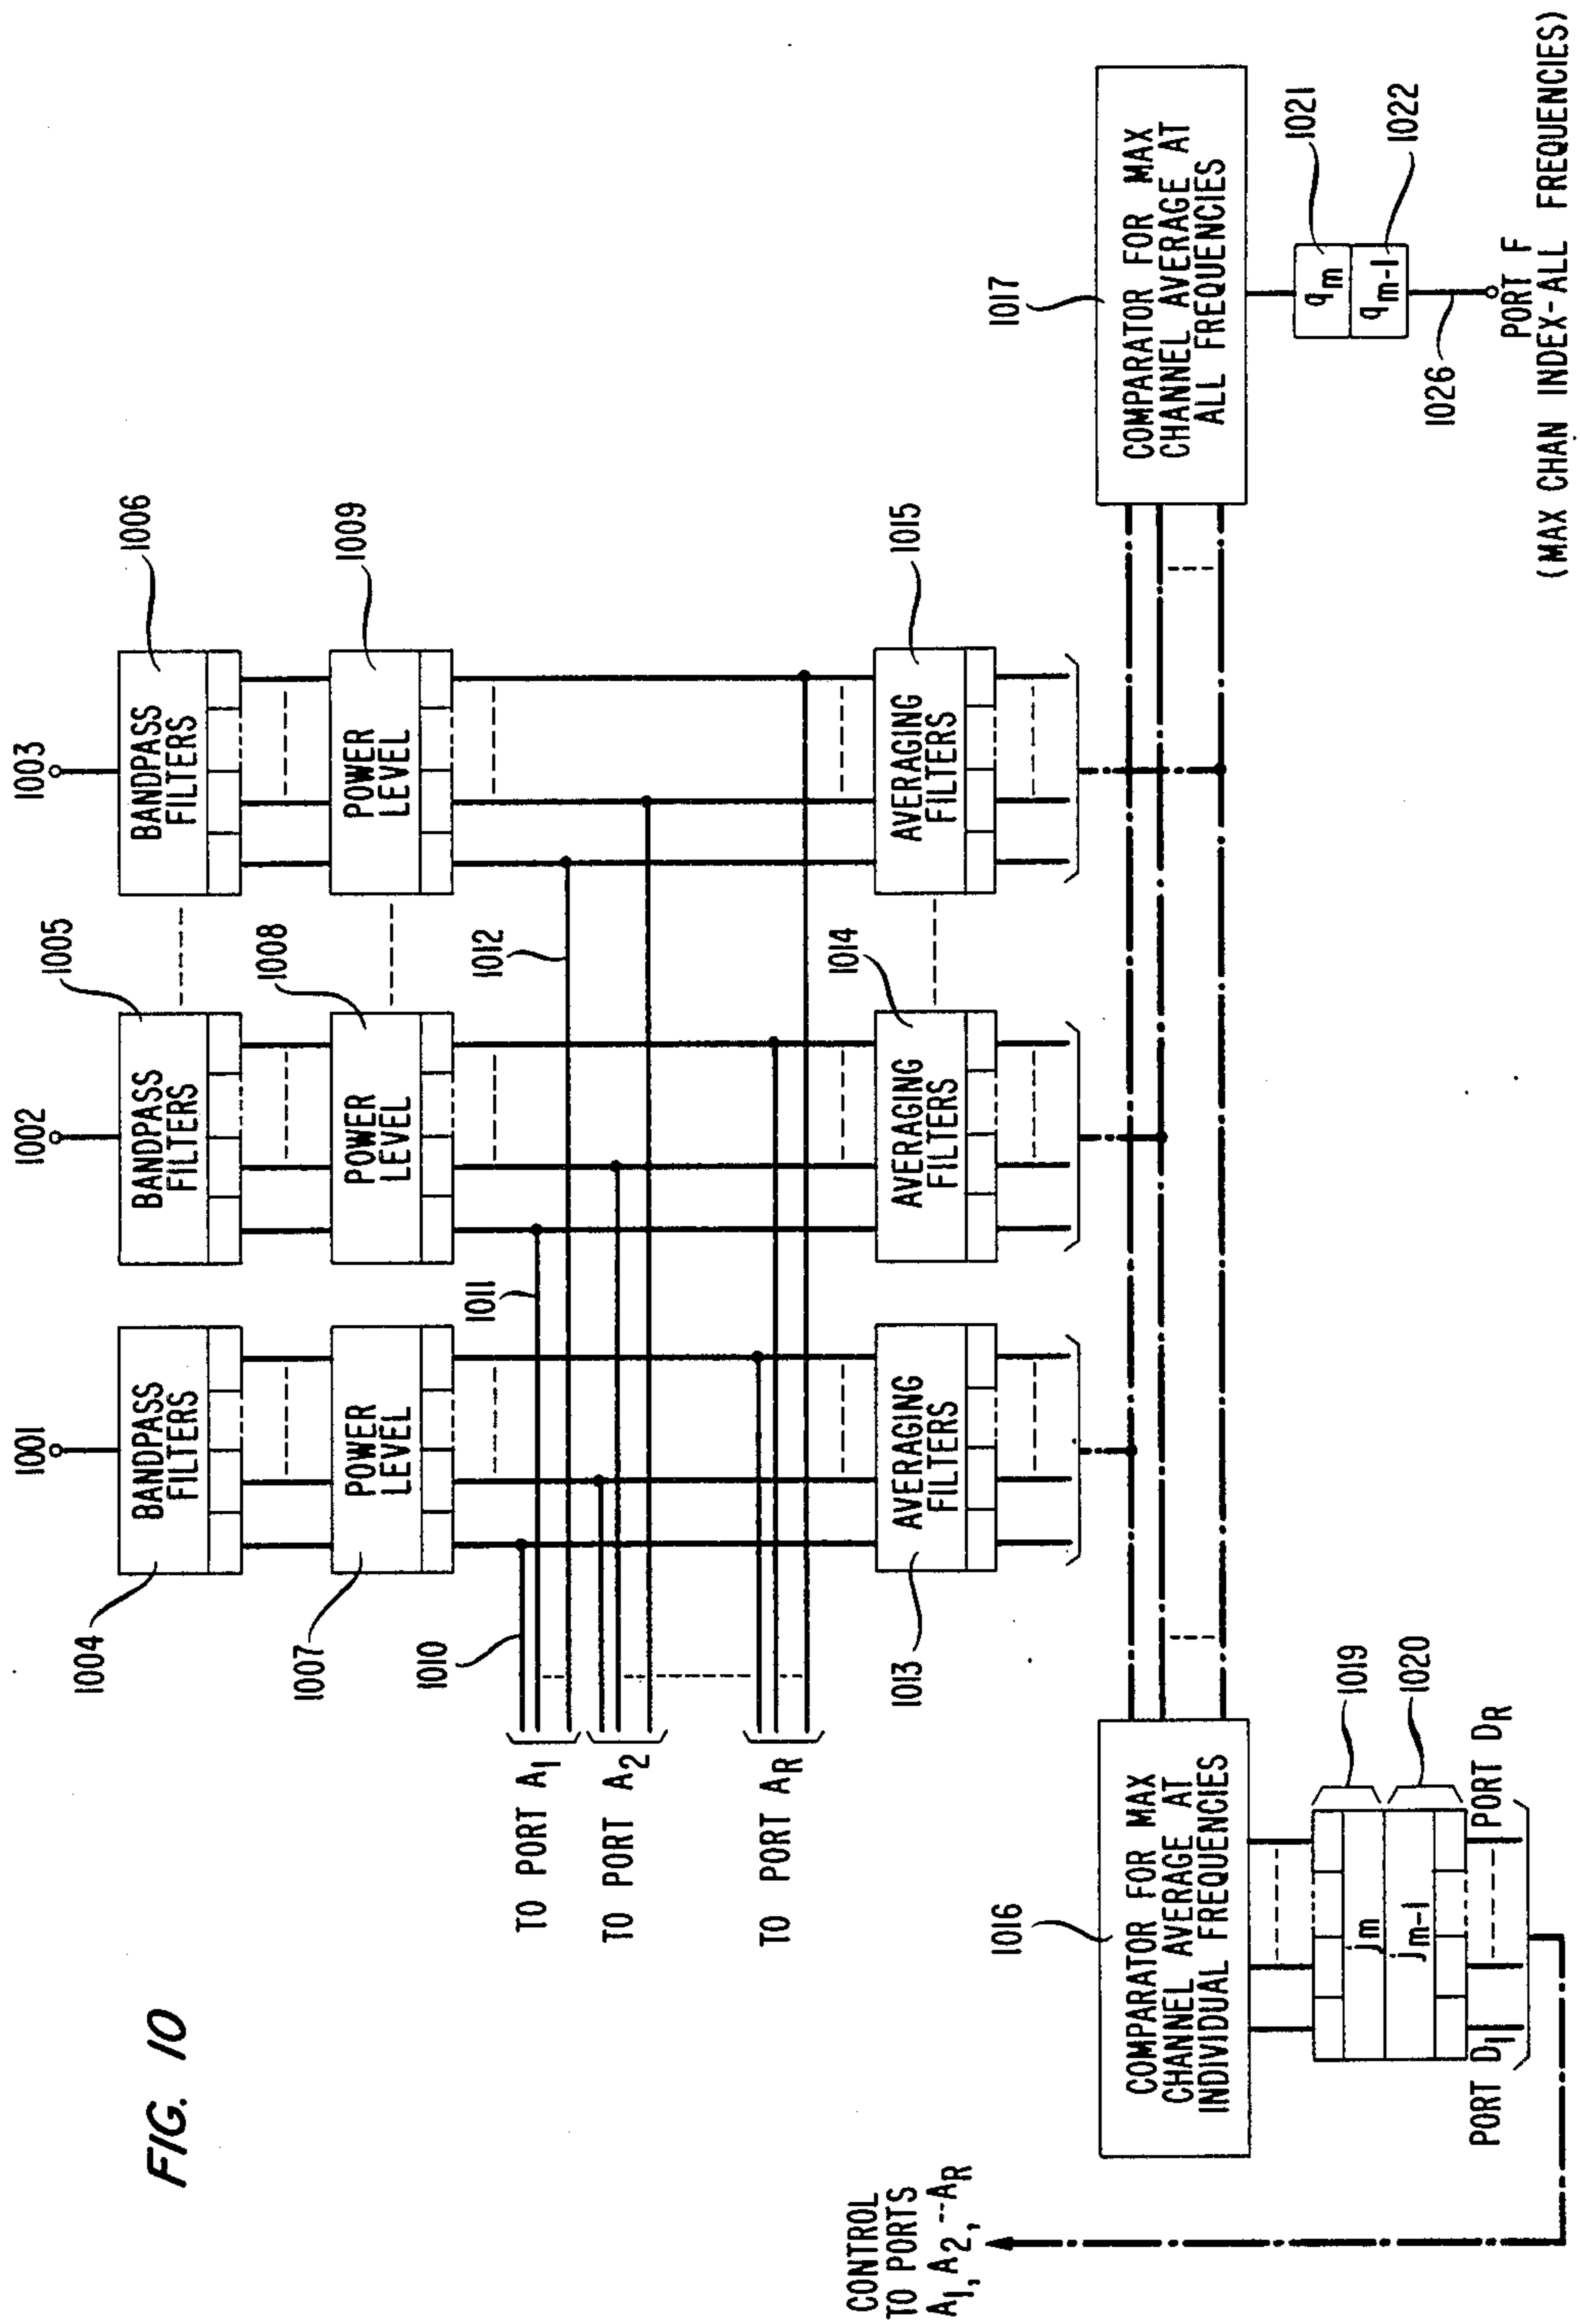 FIG. 10
1001
1002
1003
1004
BANDPASS
FILTERS
1005
BANDPASS
FILTERS
1006
BANDPASS
FILTERS
1007
POWER
LEVEL
1008
POWER
LEVEL
1009
POWER
LEVEL
1010
1011
1012
TO PORT A1
TO PORT A2
TO PORT AR
1013
AVERAGING
FILTERS
1014
AVERAGING
FILTERS
1015
AVERAGING
FILTERS
CONTROL
TO PORTS
A1, A2, --AR
1016
COMPARATOR FOR MAX
CHANNEL AVERAGE AT
INDIVIDUAL FREQUENCIES
1017
COMPARATOR FOR MAX
CHANNEL AVERAGE AT
ALL FREQUENCIES
jm
1019
jm-1
1020
PORT D1
PORT DR
qm
1021
qm-1
1022
1026
PORT F
(MAX CHAN INDEX-ALL FREQUENCIES)